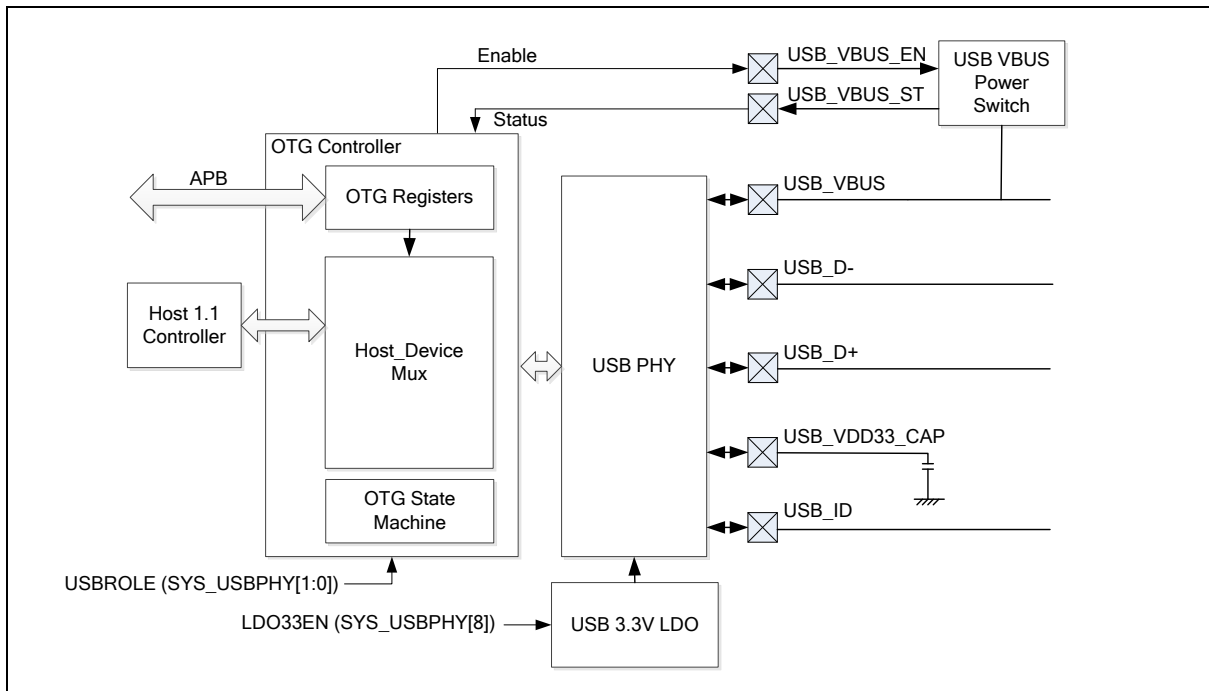 Enable
USB_VBUS_EN
USB VBUS
Power
Switch
USB_VBUS_ST
Status
OTG Controller
APB
OTG Registers
USB_VBUS
USB_D-
Host 1.1
Controller
Host_Device
Mux
USB PHY
USB_D+
USB_VDD33_CAP
OTG State
Machine
USB_ID
USBROLE (SYS_USBPHY[1:0])
LDO33EN (SYS_USBPHY[8])
USB 3.3V LDO